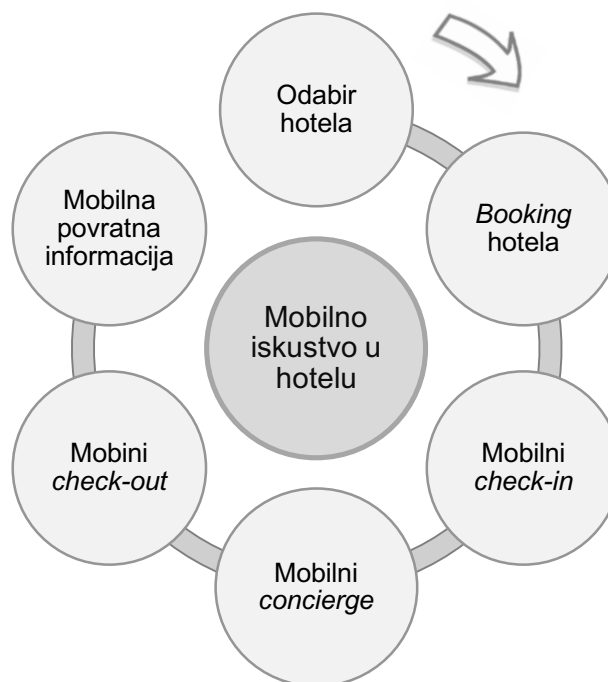 Odabir
hotela
Booking
hotela
Mobilni
check-in
Mobilni
concierge
Mobini
check-out
Mobilna
povratna
informacija
Mobilno
iskustvo u
hotelu